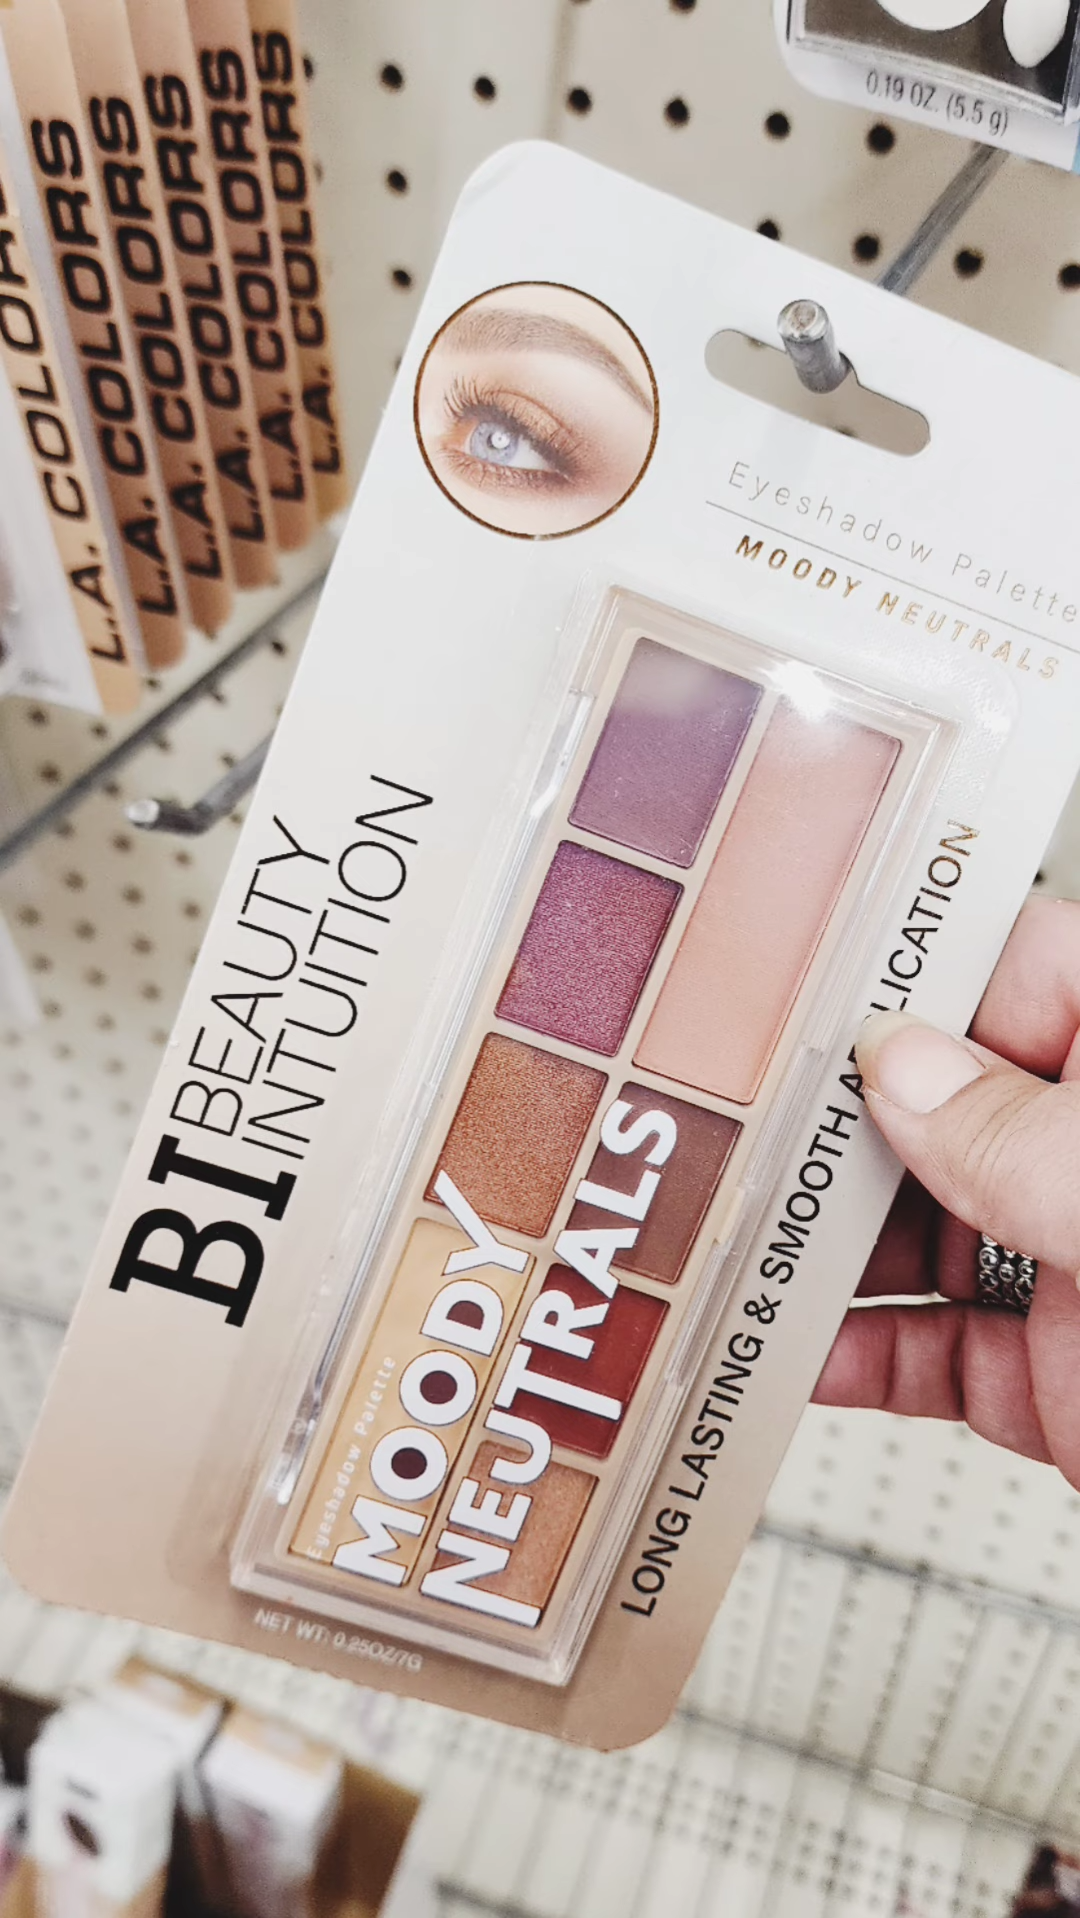 L.A. COLORS
L.A. COLORS
L.A. COLORS
L.A. COLORS
L.A. COLORS
L.A. COLORS
0.19 OZ. (5.5 g)
Eyeshadow Palette
MOODY NEUTRALS
BI BEAUTY
INTUITION
Eyeshadow Palette
MOODY
NEUTRALS
LONG LASTING & SMOOTH APPLICATION
NET WT: 0.25OZ/7G